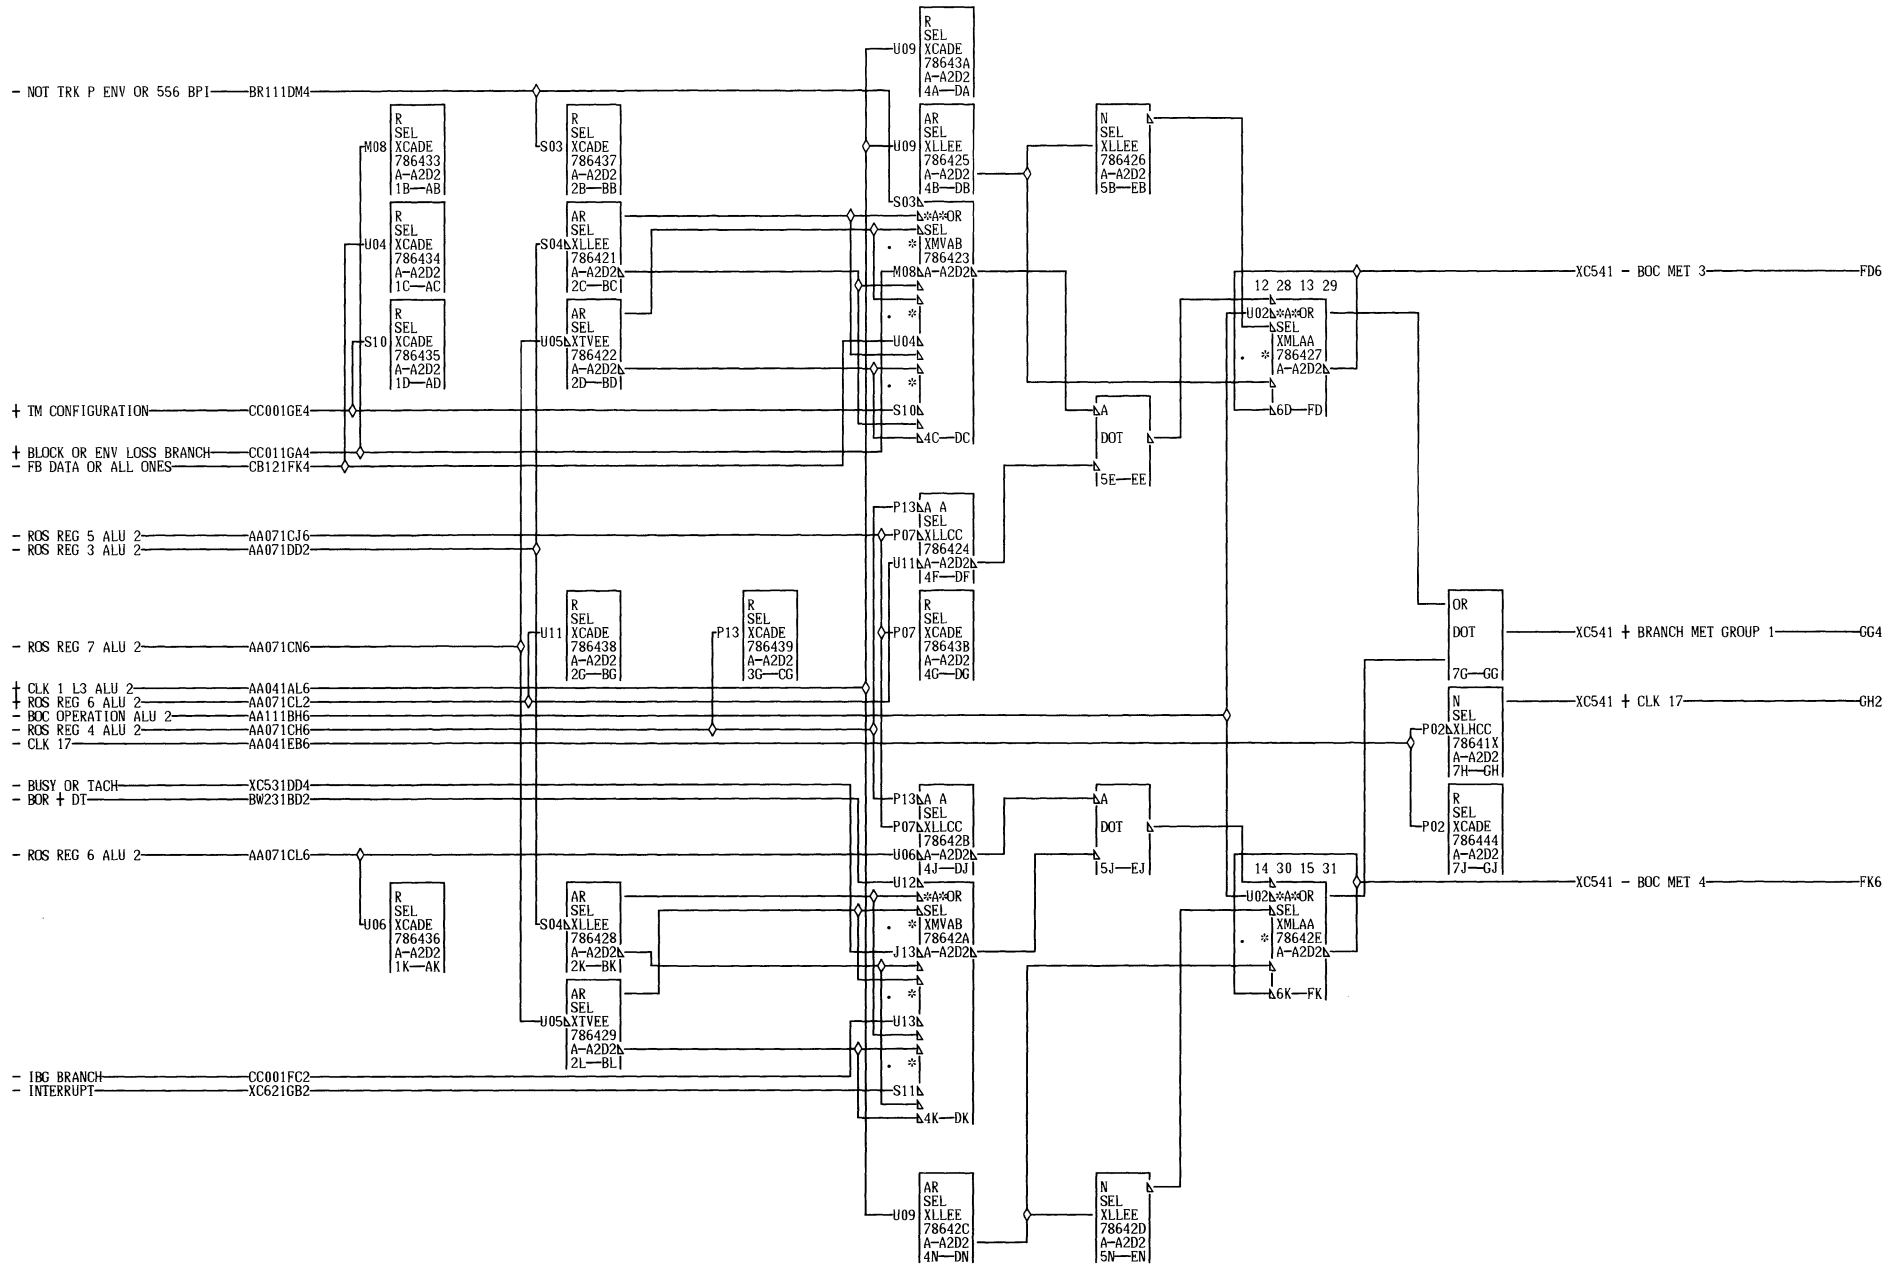 R
SEL
U09 XCADE
78643A
A-A2D2
4A—DA
- NOT TRK P ENV OR 556 BPI BR111DM4
R
SEL
M08 XCADE
786433
A-A2D2
1B—AB
R
SEL
S03 XCADE
786437
A-A2D2
2B—BB
AR
SEL
U09 XLLEE
786425
A-A2D2
4B—DB
N
SEL
XLLEE
786426
A-A2D2
5B—EB
R
SEL
U04 XCADE
786434
A-A2D2
1C—AC
AR
SEL
S04 XLLEE
786421
A-A2D2
2C—BC
S03
*A*OR
SEL
. * XMVAB
786423
M08 A-A2D2
. *
U04
. *
S10
4C—DC
R
SEL
S10 XCADE
786435
A-A2D2
1D—AD
AR
SEL
U05 XTVEE
786422
A-A2D2
2D—BD
12 28 13 29
U02 *A*OR
SEL
XMLAA
. * 786427
A-A2D2
6D—FD
XC541 - BOC MET 3 FD6
+ TM CONFIGURATION CC001GE4
+ BLOCK OR ENV LOSS BRANCH CC011GA4
- FB DATA OR ALL ONES CB121FK4
A
DOT
5E—EE
- ROS REG 5 ALU 2 AA071CJ6
- ROS REG 3 ALU 2 AA071DD2
P13 A A
SEL
P07 XLLCC
786424
U11 A-A2D2
4F—DF
- ROS REG 7 ALU 2 AA071CN6
R
SEL
U11 XCADE
786438
A-A2D2
2G—BG
R
SEL
P13 XCADE
786439
A-A2D2
3G—CG
R
SEL
P07 XCADE
78643B
A-A2D2
4G—DG
OR
DOT
7G—GG
XC541 + BRANCH MET GROUP 1 GG4
+ CLK 1 L3 ALU 2 AA041AL6
+ ROS REG 6 ALU 2 AA071CL2
- BOC OPERATION ALU 2 AA111BH6
- ROS REG 4 ALU 2 AA071CH6
- CLK 17 AA041EB6
N
SEL
P02 XLHCC
78641X
A-A2D2
7H—GH
XC541 + CLK 17 GH2
- BUSY OR TACH XC531DD4
- BOR + DT BW231BD2
- ROS REG 6 ALU 2 AA071CL6
P13 A A
SEL
P07 XLLCC
78642B
U06 A-A2D2
4J—DJ
A
DOT
5J—EJ
R
SEL
P02 XCADE
786444
A-A2D2
7J—GJ
R
SEL
U06 XCADE
786436
A-A2D2
1K—AK
AR
SEL
S04 XLLEE
786428
A-A2D2
2K—BK
U12
*A*OR
SEL
. * XMVAB
78642A
J13 A-A2D2
. *
U13
. *
S11
4K—DK
14 30 15 31
U02 *A*OR
SEL
XMLAA
. * 78642E
A-A2D2
6K—FK
XC541 - BOC MET 4 FK6
AR
SEL
U05 XTVEE
786429
A-A2D2
2L—BL
- IBG BRANCH CC001FC2
- INTERRUPT XC621GB2
AR
SEL
U09 XLLEE
78642C
A-A2D2
4N—DN
N
SEL
XLLEE
78642D
A-A2D2
5N—EN